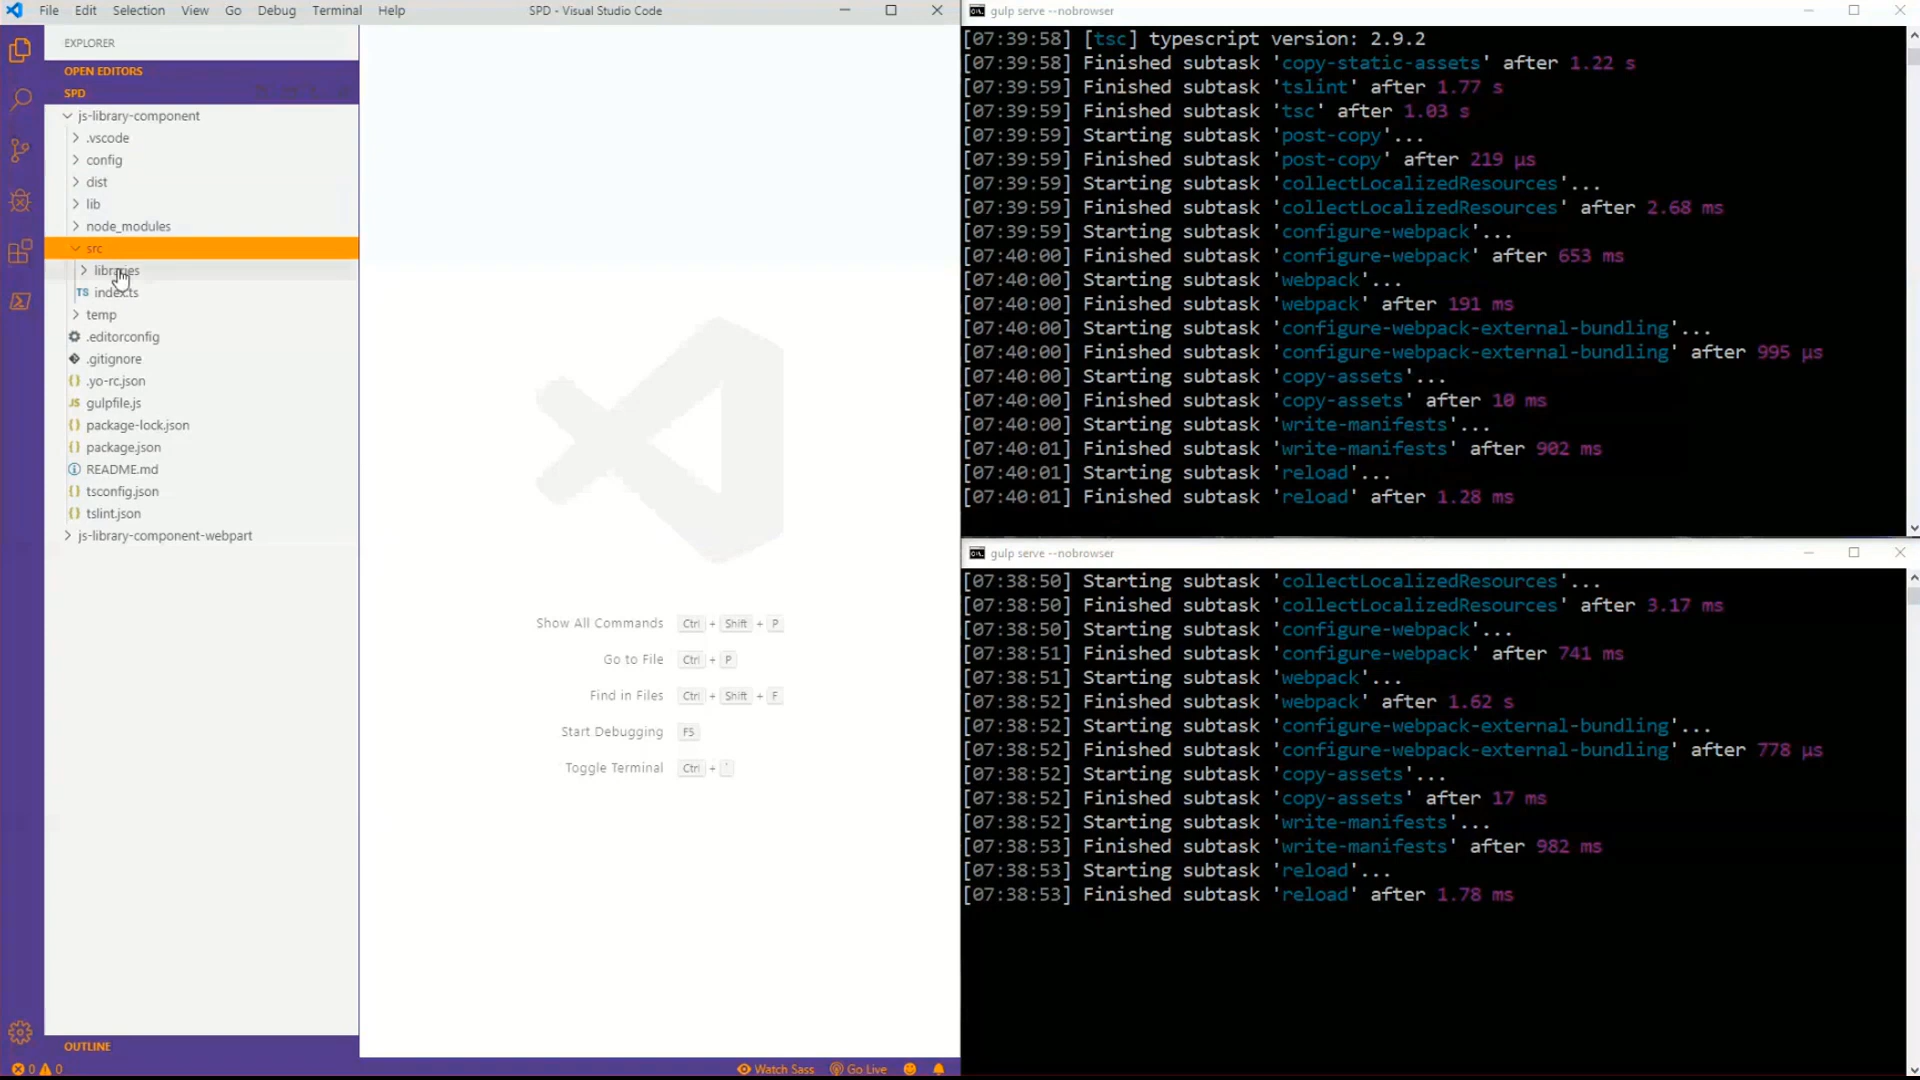 File Edit Selection View Go Debug Terminal Help
SPD - Visual Studio Code
EXPLORER
OPEN EDITORS
SPD
js-library-component
.vscode
config
dist
lib
node_modules
src
libraries
TS index.ts
temp
.editorconfig
.gitignore
{} .yo-rc.json
JS gulpfile.js
{} package-lock.json
{} package.json
README.md
{} tsconfig.json
{} tslint.json
js-library-component-webpart
OUTLINE
Show All Commands Ctrl + Shift + P
Go to File Ctrl + P
Find in Files Ctrl + Shift + F
Start Debugging F5
Toggle Terminal Ctrl + `
0 0
Watch Sass
Go Live
gulp serve --nobrowser
[07:39:58] [tsc] typescript version: 2.9.2
[07:39:58] Finished subtask 'copy-static-assets' after 1.22 s
[07:39:59] Finished subtask 'tslint' after 1.77 s
[07:39:59] Finished subtask 'tsc' after 1.03 s
[07:39:59] Starting subtask 'post-copy'...
[07:39:59] Finished subtask 'post-copy' after 219 μs
[07:39:59] Starting subtask 'collectLocalizedResources'...
[07:39:59] Finished subtask 'collectLocalizedResources' after 2.68 ms
[07:39:59] Starting subtask 'configure-webpack'...
[07:40:00] Finished subtask 'configure-webpack' after 653 ms
[07:40:00] Starting subtask 'webpack'...
[07:40:00] Finished subtask 'webpack' after 191 ms
[07:40:00] Starting subtask 'configure-webpack-external-bundling'...
[07:40:00] Finished subtask 'configure-webpack-external-bundling' after 995 μs
[07:40:00] Starting subtask 'copy-assets'...
[07:40:00] Finished subtask 'copy-assets' after 10 ms
[07:40:00] Starting subtask 'write-manifests'...
[07:40:01] Finished subtask 'write-manifests' after 902 ms
[07:40:01] Starting subtask 'reload'...
[07:40:01] Finished subtask 'reload' after 1.28 ms
gulp serve --nobrowser
[07:38:50] Starting subtask 'collectLocalizedResources'...
[07:38:50] Finished subtask 'collectLocalizedResources' after 3.17 ms
[07:38:50] Starting subtask 'configure-webpack'...
[07:38:51] Finished subtask 'configure-webpack' after 741 ms
[07:38:51] Starting subtask 'webpack'...
[07:38:52] Finished subtask 'webpack' after 1.62 s
[07:38:52] Starting subtask 'configure-webpack-external-bundling'...
[07:38:52] Finished subtask 'configure-webpack-external-bundling' after 778 μs
[07:38:52] Starting subtask 'copy-assets'...
[07:38:52] Finished subtask 'copy-assets' after 17 ms
[07:38:52] Starting subtask 'write-manifests'...
[07:38:53] Finished subtask 'write-manifests' after 982 ms
[07:38:53] Starting subtask 'reload'...
[07:38:53] Finished subtask 'reload' after 1.78 ms